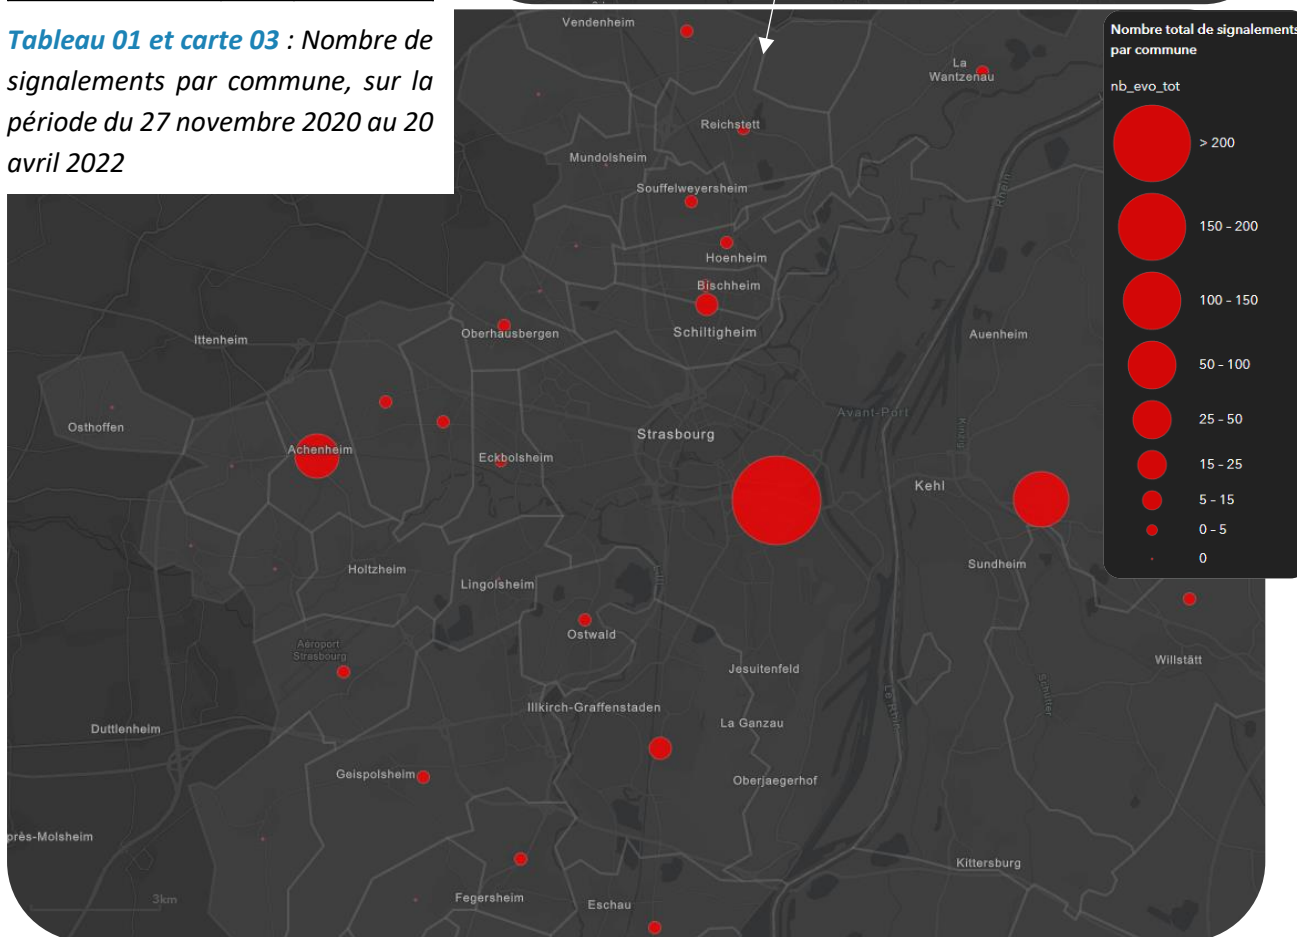 Tableau 01 et carte 03 : Nombre de
signalements par commune, sur la
période du 27 novembre 2020 au 20
avril 2022
Nombre total de signalements
par commune
nb_evo_tot
> 200
150 - 200
100 - 150
50 - 100
25 - 50
15 - 25
5 - 15
0 - 5
0
Vendenheim
La
Wantzenau
Reichstett
Mundolsheim
Souffelweyersheim
Rhein
Hoenheim
Bischheim
Oberhausbergen
Schiltigheim
Ittenheim
Auenheim
Avant-Port
Osthoffen
Strasbourg
Kinzig
Achenheim
Eckbolsheim
Kehl
Holtzheim
Lingolsheim
Sundheim
Ostwald
Aéroport
Strasbourg
Jesuitenfeld
Willstätt
Schutter
Illkirch-Graffenstaden
Le Rhin
La Ganzau
Duttlenheim
Geispolsheim
Oberjaegerhof
près-Molsheim
Kittersburg
3km
Fegersheim
Eschau